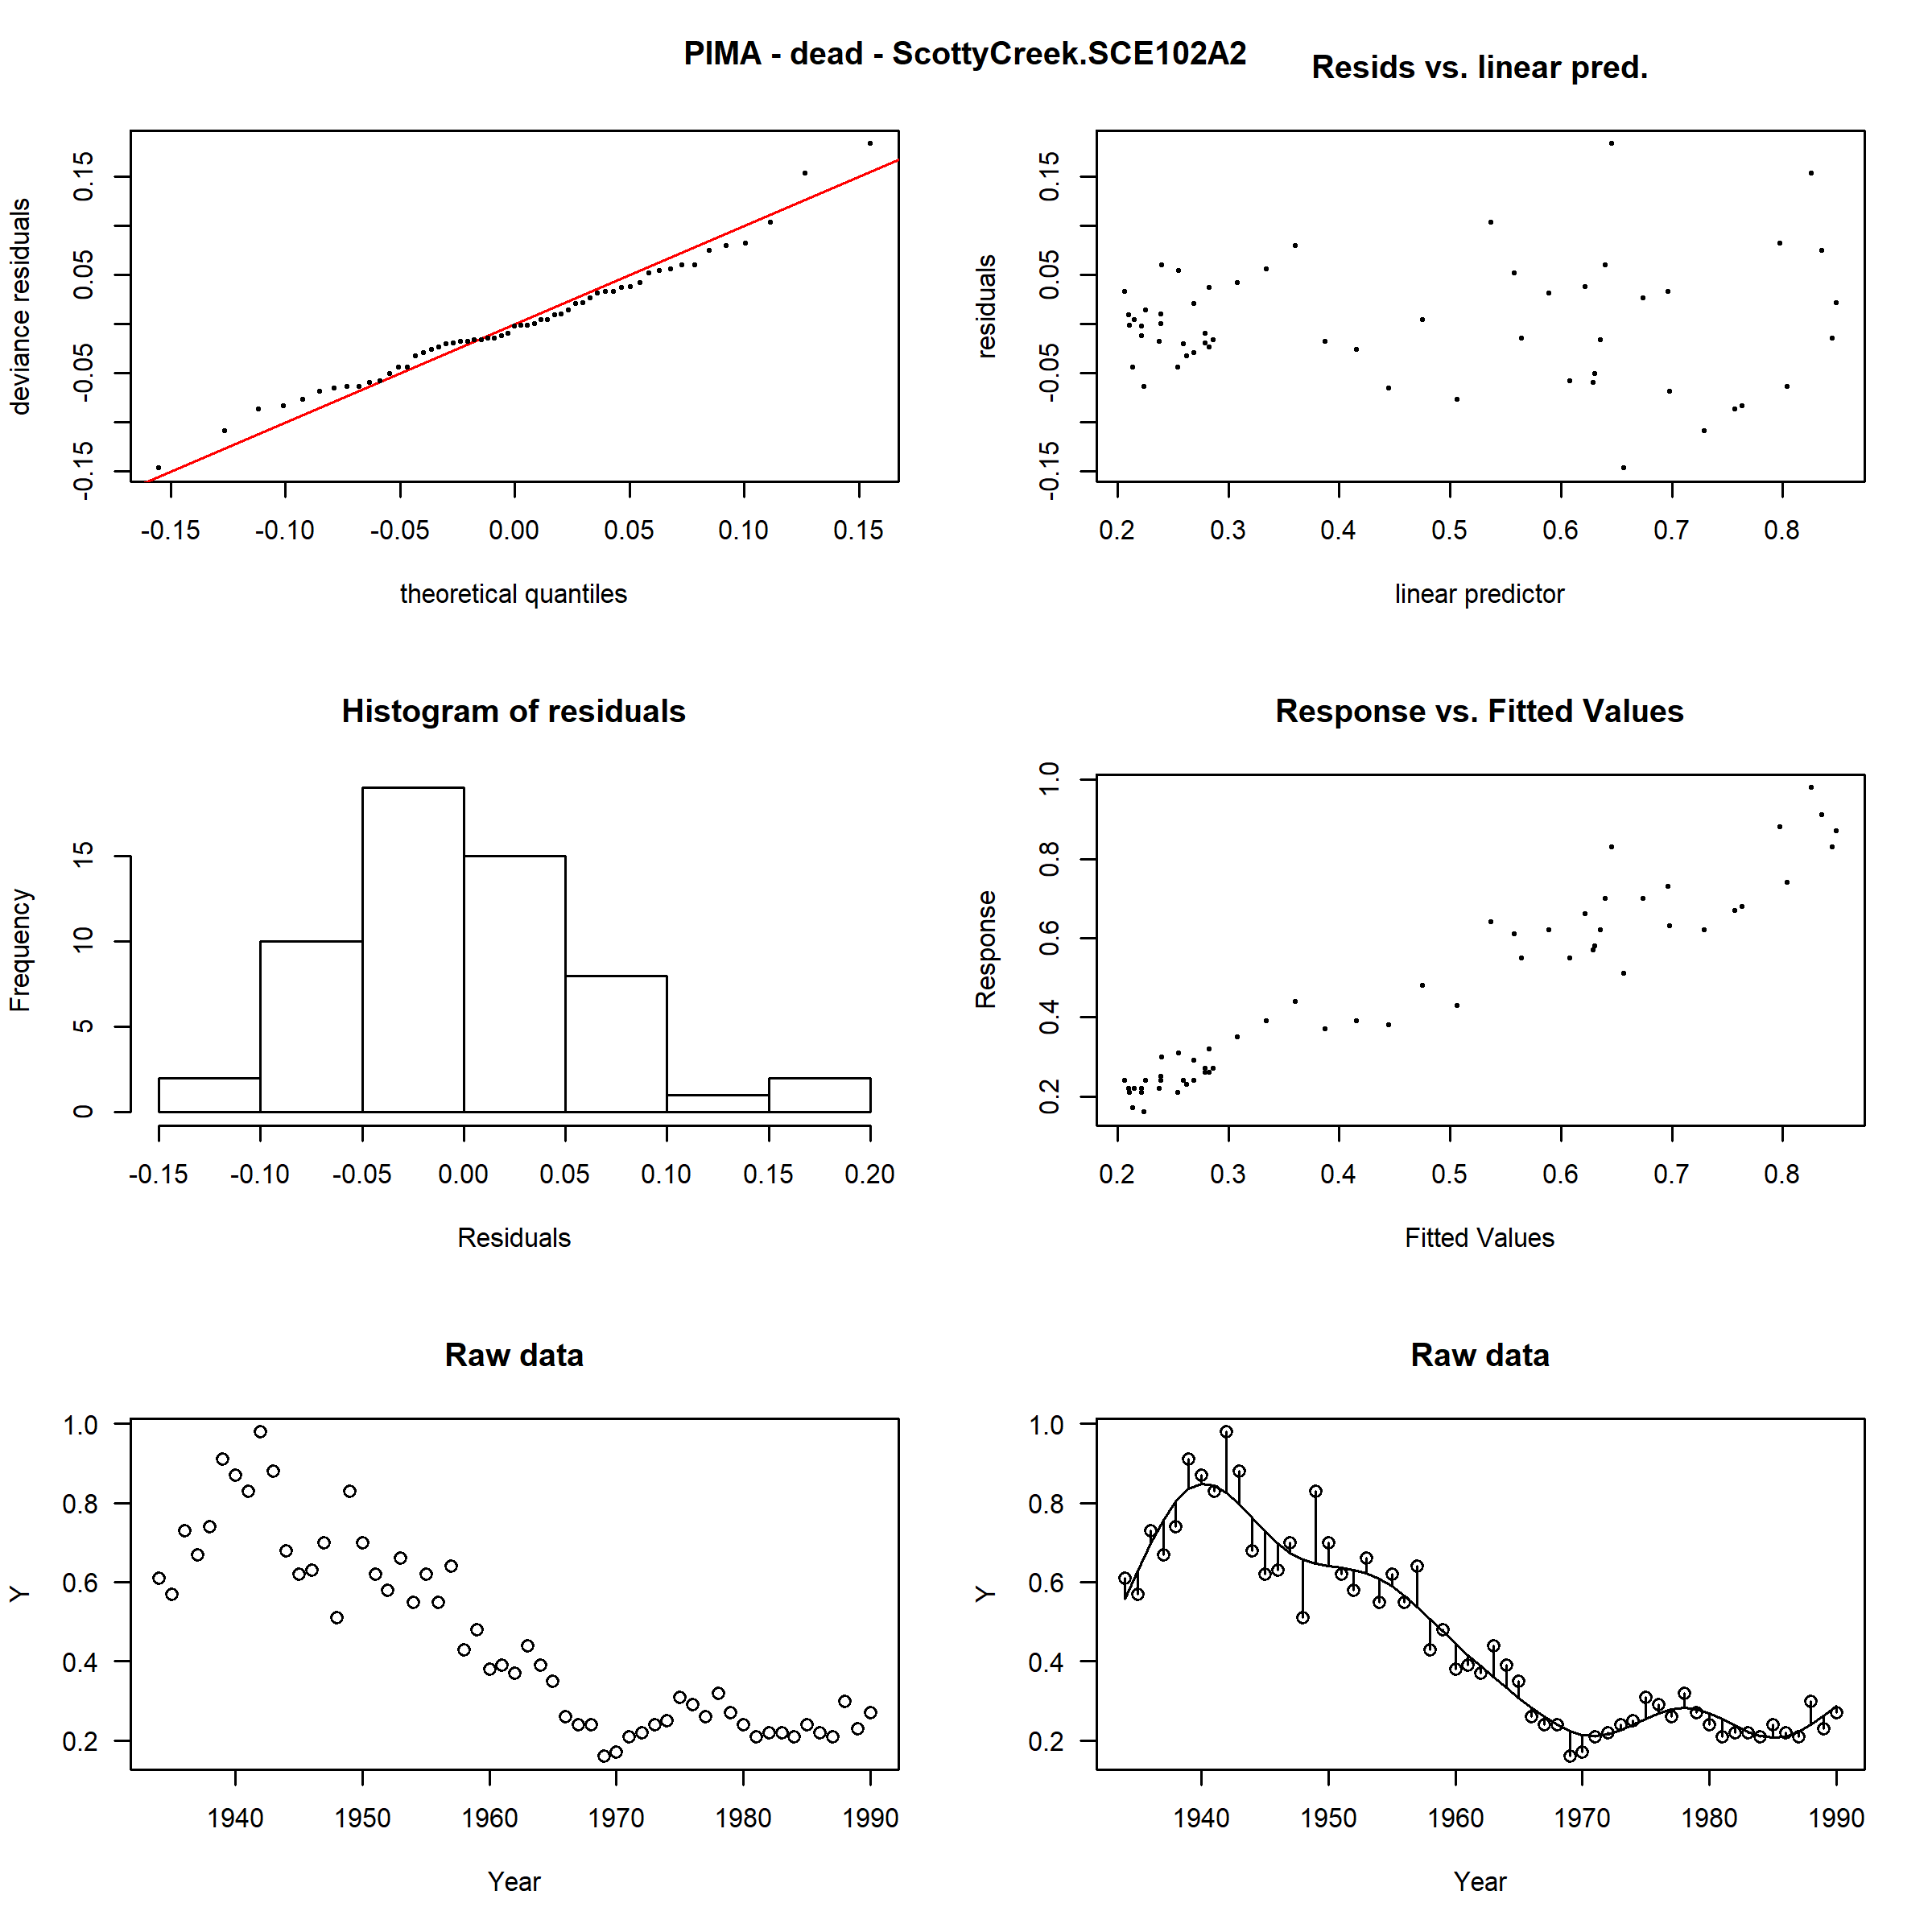 PIMA - dead - ScottyCreek.SCE102A2
Resids vs. linear pred.
deviance residuals
-0.15 -0.05 0.05 0.15
-0.15 -0.10 -0.05 0.00 0.05 0.10 0.15
theoretical quantiles
residuals
-0.15 -0.05 0.05 0.15
0.2 0.3 0.4 0.5 0.6 0.7 0.8
linear predictor
Histogram of residuals
Frequency
0 5 10 15
-0.15 -0.10 -0.05 0.00 0.05 0.10 0.15 0.20
Residuals
Response vs. Fitted Values
Response
0.2 0.4 0.6 0.8 1.0
0.2 0.3 0.4 0.5 0.6 0.7 0.8
Fitted Values
Raw data
Y
1.0
0.8
0.6
0.4
0.2
1940 1950 1960 1970 1980 1990
Year
Raw data
Y
1.0
0.8
0.6
0.4
0.2
1940 1950 1960 1970 1980 1990
Year